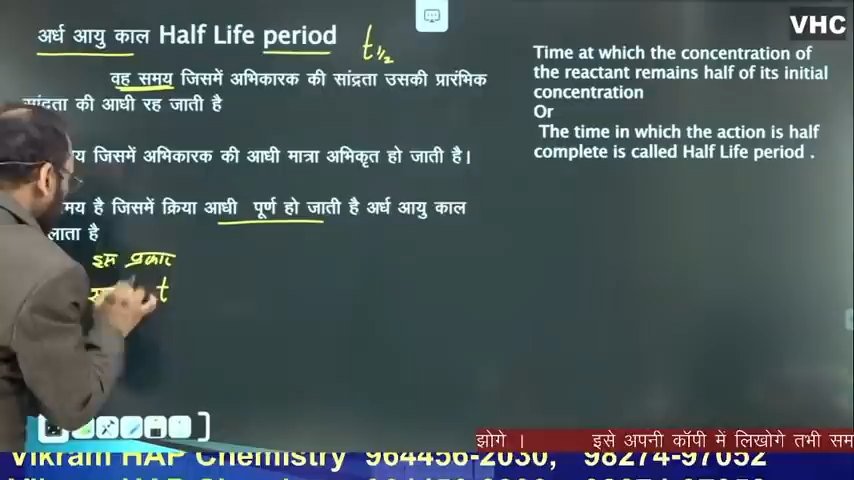 VHC
अर्ध आयु काल Half Life period t½
वह समय जिसमें अभिकारक की सांद्रता उसकी प्रारंभिक
सांद्रता की आधी रह जाती है
जिसमें अभिकारक की आधी मात्रा अभिकृत हो जाती है।
है जिसमें क्रिया आधी पूर्ण हो जाती है अर्ध आयु काल
है
इस प्रकार
t
Time at which the concentration of
the reactant remains half of its initial
concentration
Or
The time in which the action is half
complete is called Half Life period .
झोगे । इसे अपनी कॉपी में लिखोगे तभी सम
Vikram HAP Chemistry 964456-2030, 98274-97052